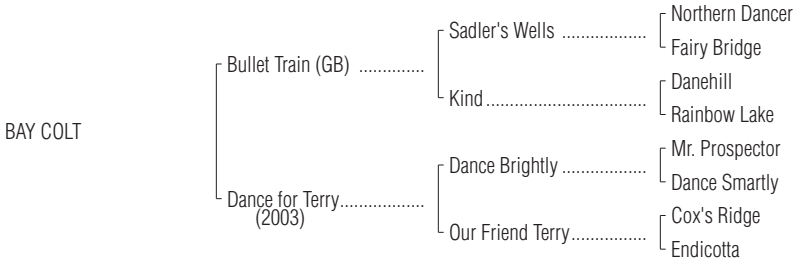 Northern Dancer
Sadler's Wells ..................
Fairy Bridge
Bullet Train (GB) ..............
Danehill
Kind..................................
Rainbow Lake
BAY COLT
Mr. Prospector
Dance Brightly ..................
Dance Smartly
Dance for Terry..................
(2003)
Cox's Ridge
Our Friend Terry................
Endicotta